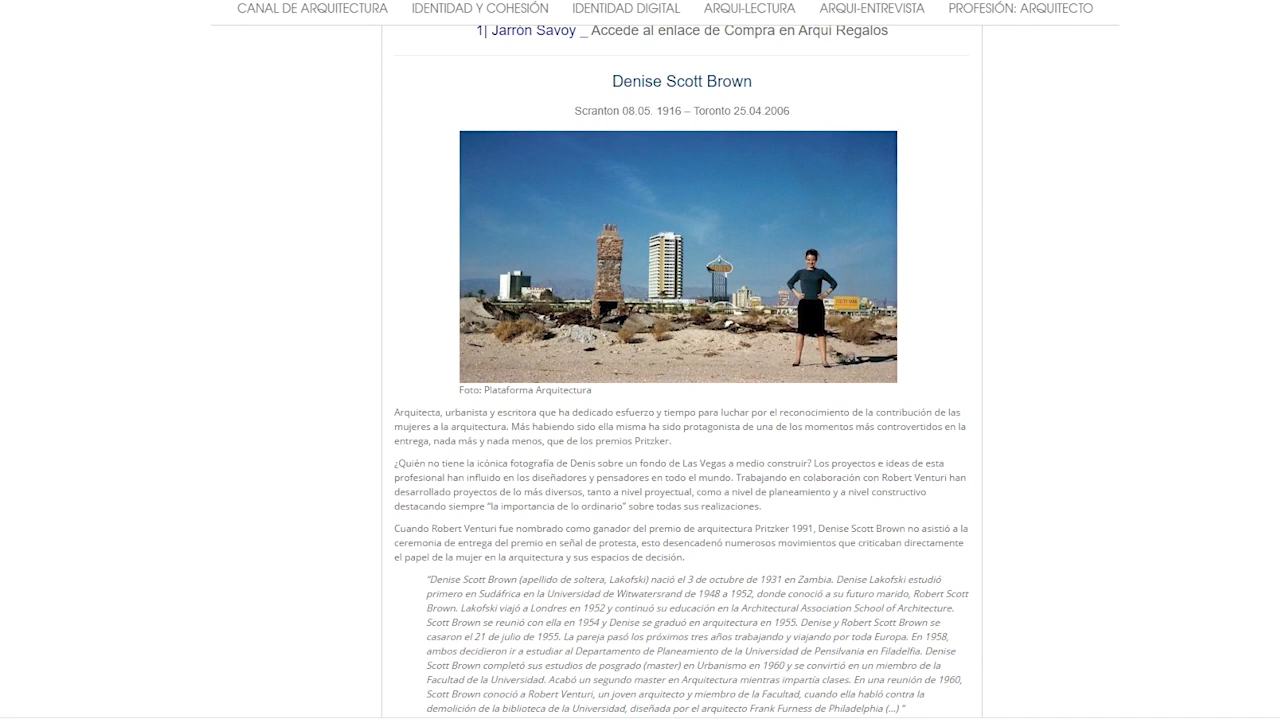 CANAL DE ARQUITECTURA IDENTIDAD Y COHESIÓN IDENTIDAD DIGITAL ARQUI-LECTURA ARQUI-ENTREVISTA PROFESIÓN: ARQUITECTO
1| Jarrón Savoy _ Accede al enlace de Compra en Arqui Regalos
Denise Scott Brown
Scranton 08.05. 1916 – Toronto 25.04.2006
Foto: Plataforma Arquitectura
Arquitecta, urbanista y escritora que ha dedicado esfuerzo y tiempo para luchar por el reconocimiento de la contribución de las
mujeres a la arquitectura. Más habiendo sido ella misma ha sido protagonista de una de los momentos más controvertidos en la
entrega, nada más y nada menos, que de los premios Pritzker.
¿Quién no tiene la icónica fotografía de Denis sobre un fondo de Las Vegas a medio construir? Los proyectos e ideas de esta
profesional han influido en los diseñadores y pensadores en todo el mundo. Trabajando en colaboración con Robert Venturi han
desarrollado proyectos de lo más diversos, tanto a nivel proyectual, como a nivel de planeamiento y a nivel constructivo
destacando siempre “la importancia de lo ordinario” sobre todas sus realizaciones.
Cuando Robert Venturi fue nombrado como ganador del premio de arquitectura Pritzker 1991, Denise Scott Brown no asistió a la
ceremonia de entrega del premio en señal de protesta, esto desencadenó numerosos movimientos que criticaban directamente
el papel de la mujer en la arquitectura y sus espacios de decisión.
“Denise Scott Brown (apellido de soltera, Lakofski) nació el 3 de octubre de 1931 en Zambia. Denise Lakofski estudió
primero en Sudáfrica en la Universidad de Witwatersrand de 1948 a 1952, donde conoció a su futuro marido, Robert Scott
Brown. Lakofski viajó a Londres en 1952 y continuó su educación en la Architectural Association School of Architecture.
Scott Brown se reunió con ella en 1954 y Denise se graduó en arquitectura en 1955. Denise y Robert Scott Brown se
casaron el 21 de julio de 1955. La pareja pasó los próximos tres años trabajando y viajando por toda Europa. En 1958,
ambos decidieron ir a estudiar al Departamento de Planeamiento de la Universidad de Pensilvania en Filadelfia. Denise
Scott Brown completó sus estudios de posgrado (master) en Urbanismo en 1960 y se convirtió en un miembro de la
Facultad de la Universidad. Acabó un segundo master en Arquitectura mientras impartía clases. En una reunión de 1960,
Scott Brown conoció a Robert Venturi, un joven arquitecto y miembro de la Facultad, cuando ella habló contra la
demolición de la biblioteca de la Universidad, diseñada por el arquitecto Frank Furness de Philadelphia (...) ”